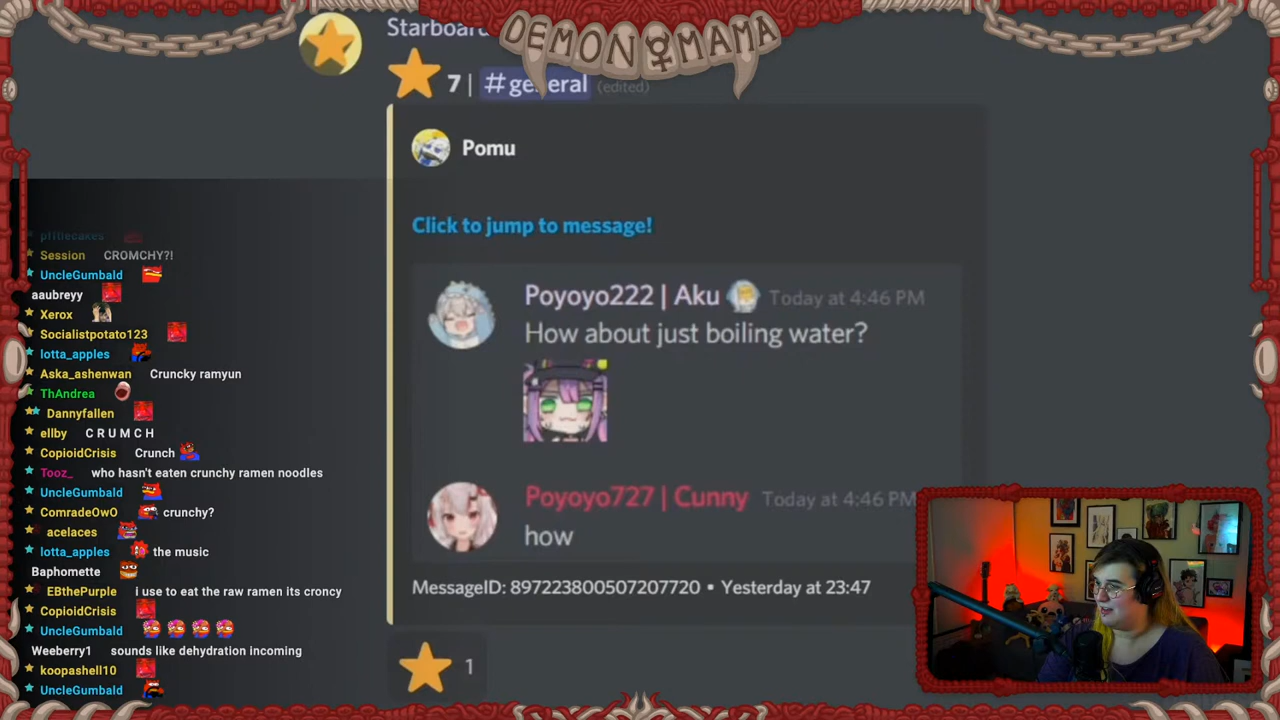 DEMON MAMA
Starboard
7 | #general (edited)
Pomu
Click to jump to message!
Poyoyo222 | Aku Today at 4:46 PM
How about just boiling water?
Poyoyo727 | Cunny Today at 4:46 PM
how
MessageID: 897223800507207720 • Yesterday at 23:47
1
Session CROMCHY?!
UncleGumbald
aaubreyy
Xerox
Socialistpotato123
lotta_apples
Aska_ashenwan Cruncky ramyun
ThAndrea
Dannyfallen
ellby C R U M C H
CopioidCrisis Crunch
Tooz_ who hasn't eaten crunchy ramen noodles
UncleGumbald
ComradeOwO crunchy?
acelaces
lotta_apples the music
Baphomette
EBthePurple i use to eat the raw ramen its croncy
CopioidCrisis
UncleGumbald
Weeberry1 sounds like dehydration incoming
koopashell10
UncleGumbald